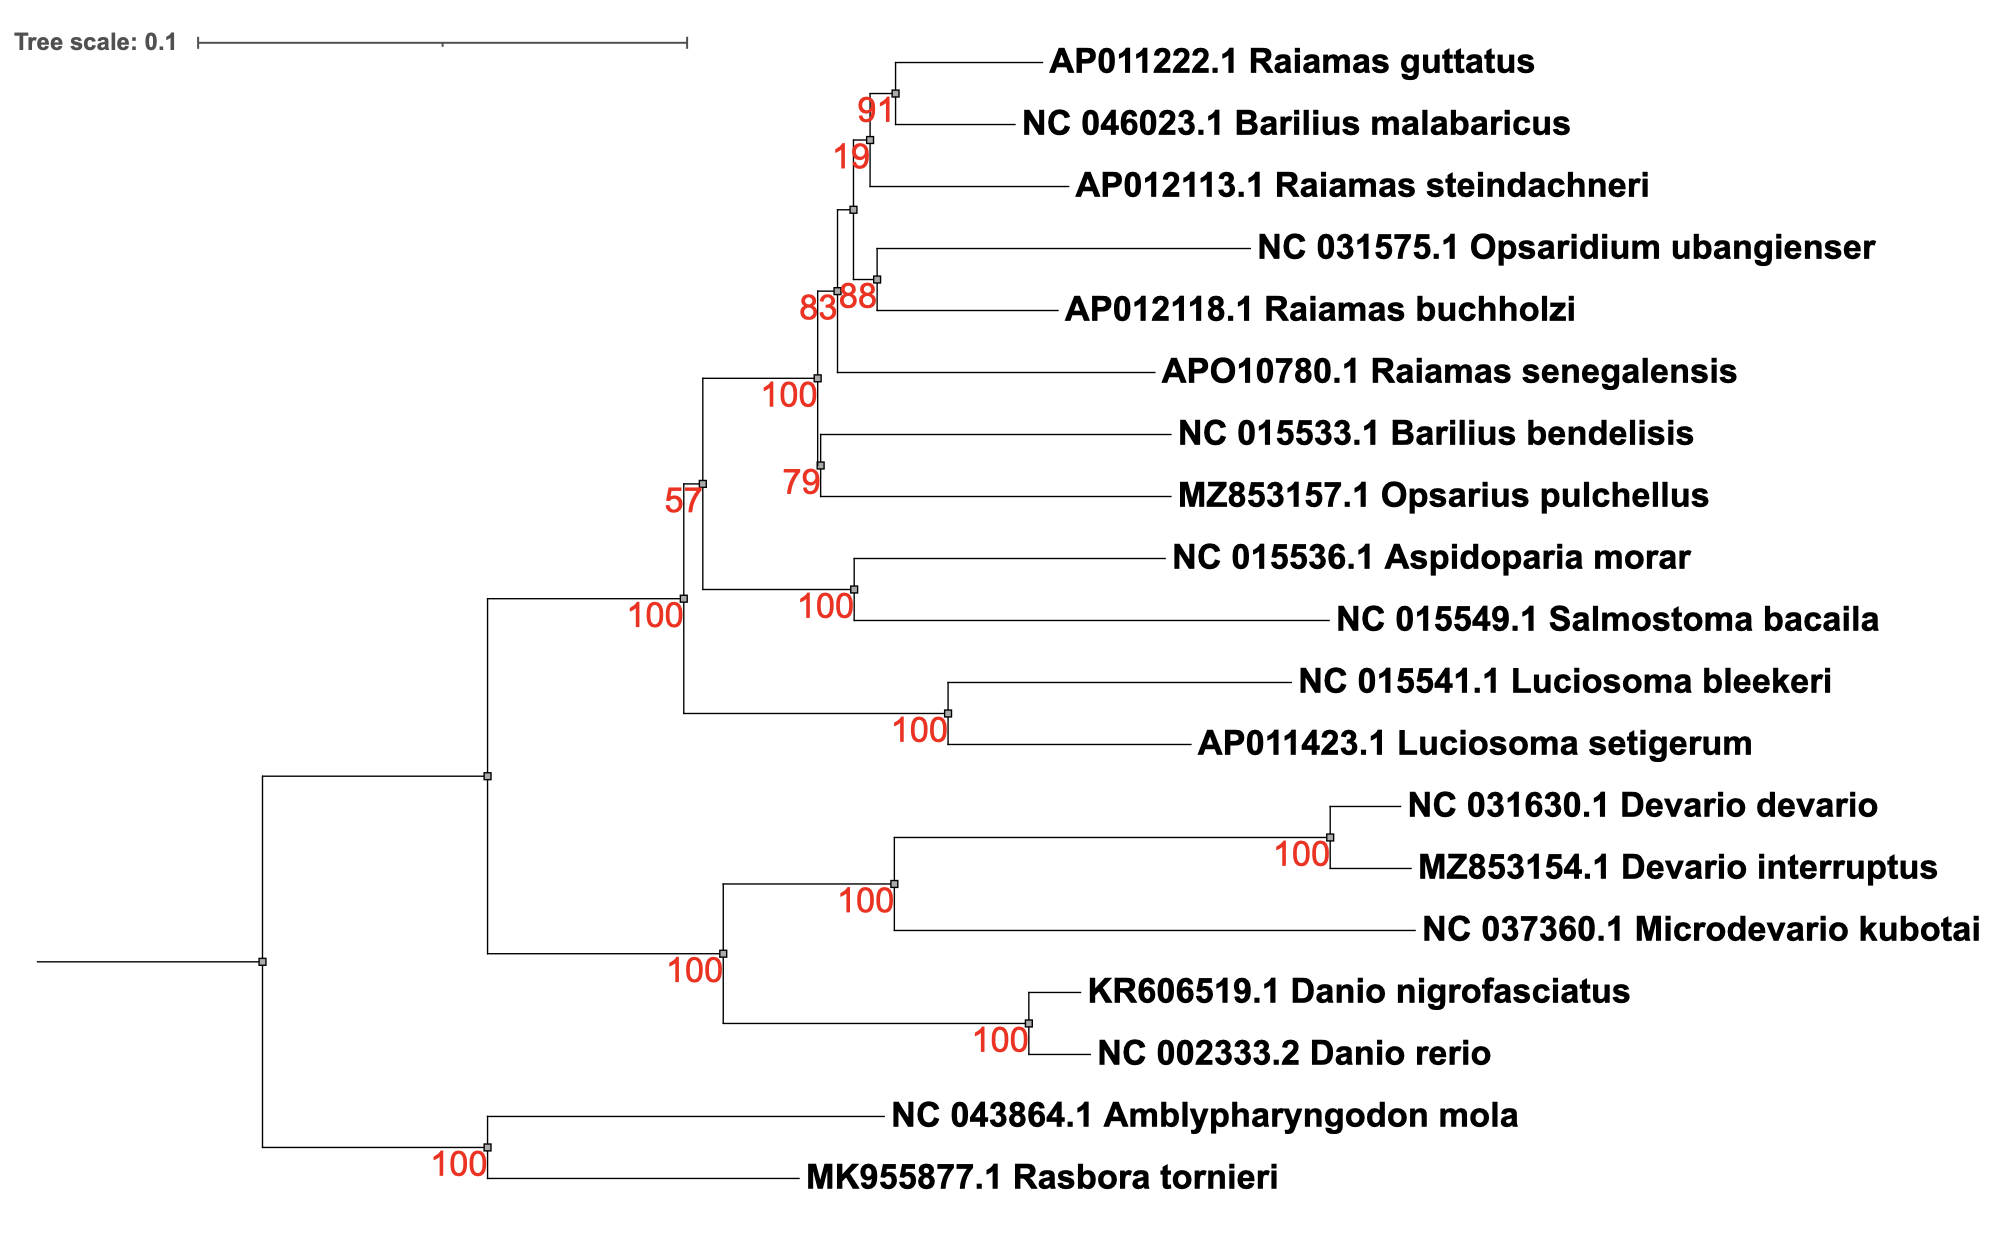 Tree scale: 0.1
AP011222.1 Raiamas guttatus
91
NC 046023.1 Barilius malabaricus
19
AP012113.1 Raiamas steindachneri
NC 031575.1 Opsaridium ubangienser
83
88
AP012118.1 Raiamas buchholzi
APO10780.1 Raiamas senegalensis
100
NC 015533.1 Barilius bendelisis
79
57
MZ853157.1 Opsarius pulchellus
NC 015536.1 Aspidoparia morar
100
100
NC 015549.1 Salmostoma bacaila
NC 015541.1 Luciosoma bleekeri
100
AP011423.1 Luciosoma setigerum
NC 031630.1 Devario devario
100
MZ853154.1 Devario interruptus
100
NC 037360.1 Microdevario kubotai
100
KR606519.1 Danio nigrofasciatus
100
NC 002333.2 Danio rerio
NC 043864.1 Amblypharyngodon mola
100
MK955877.1 Rasbora tornieri